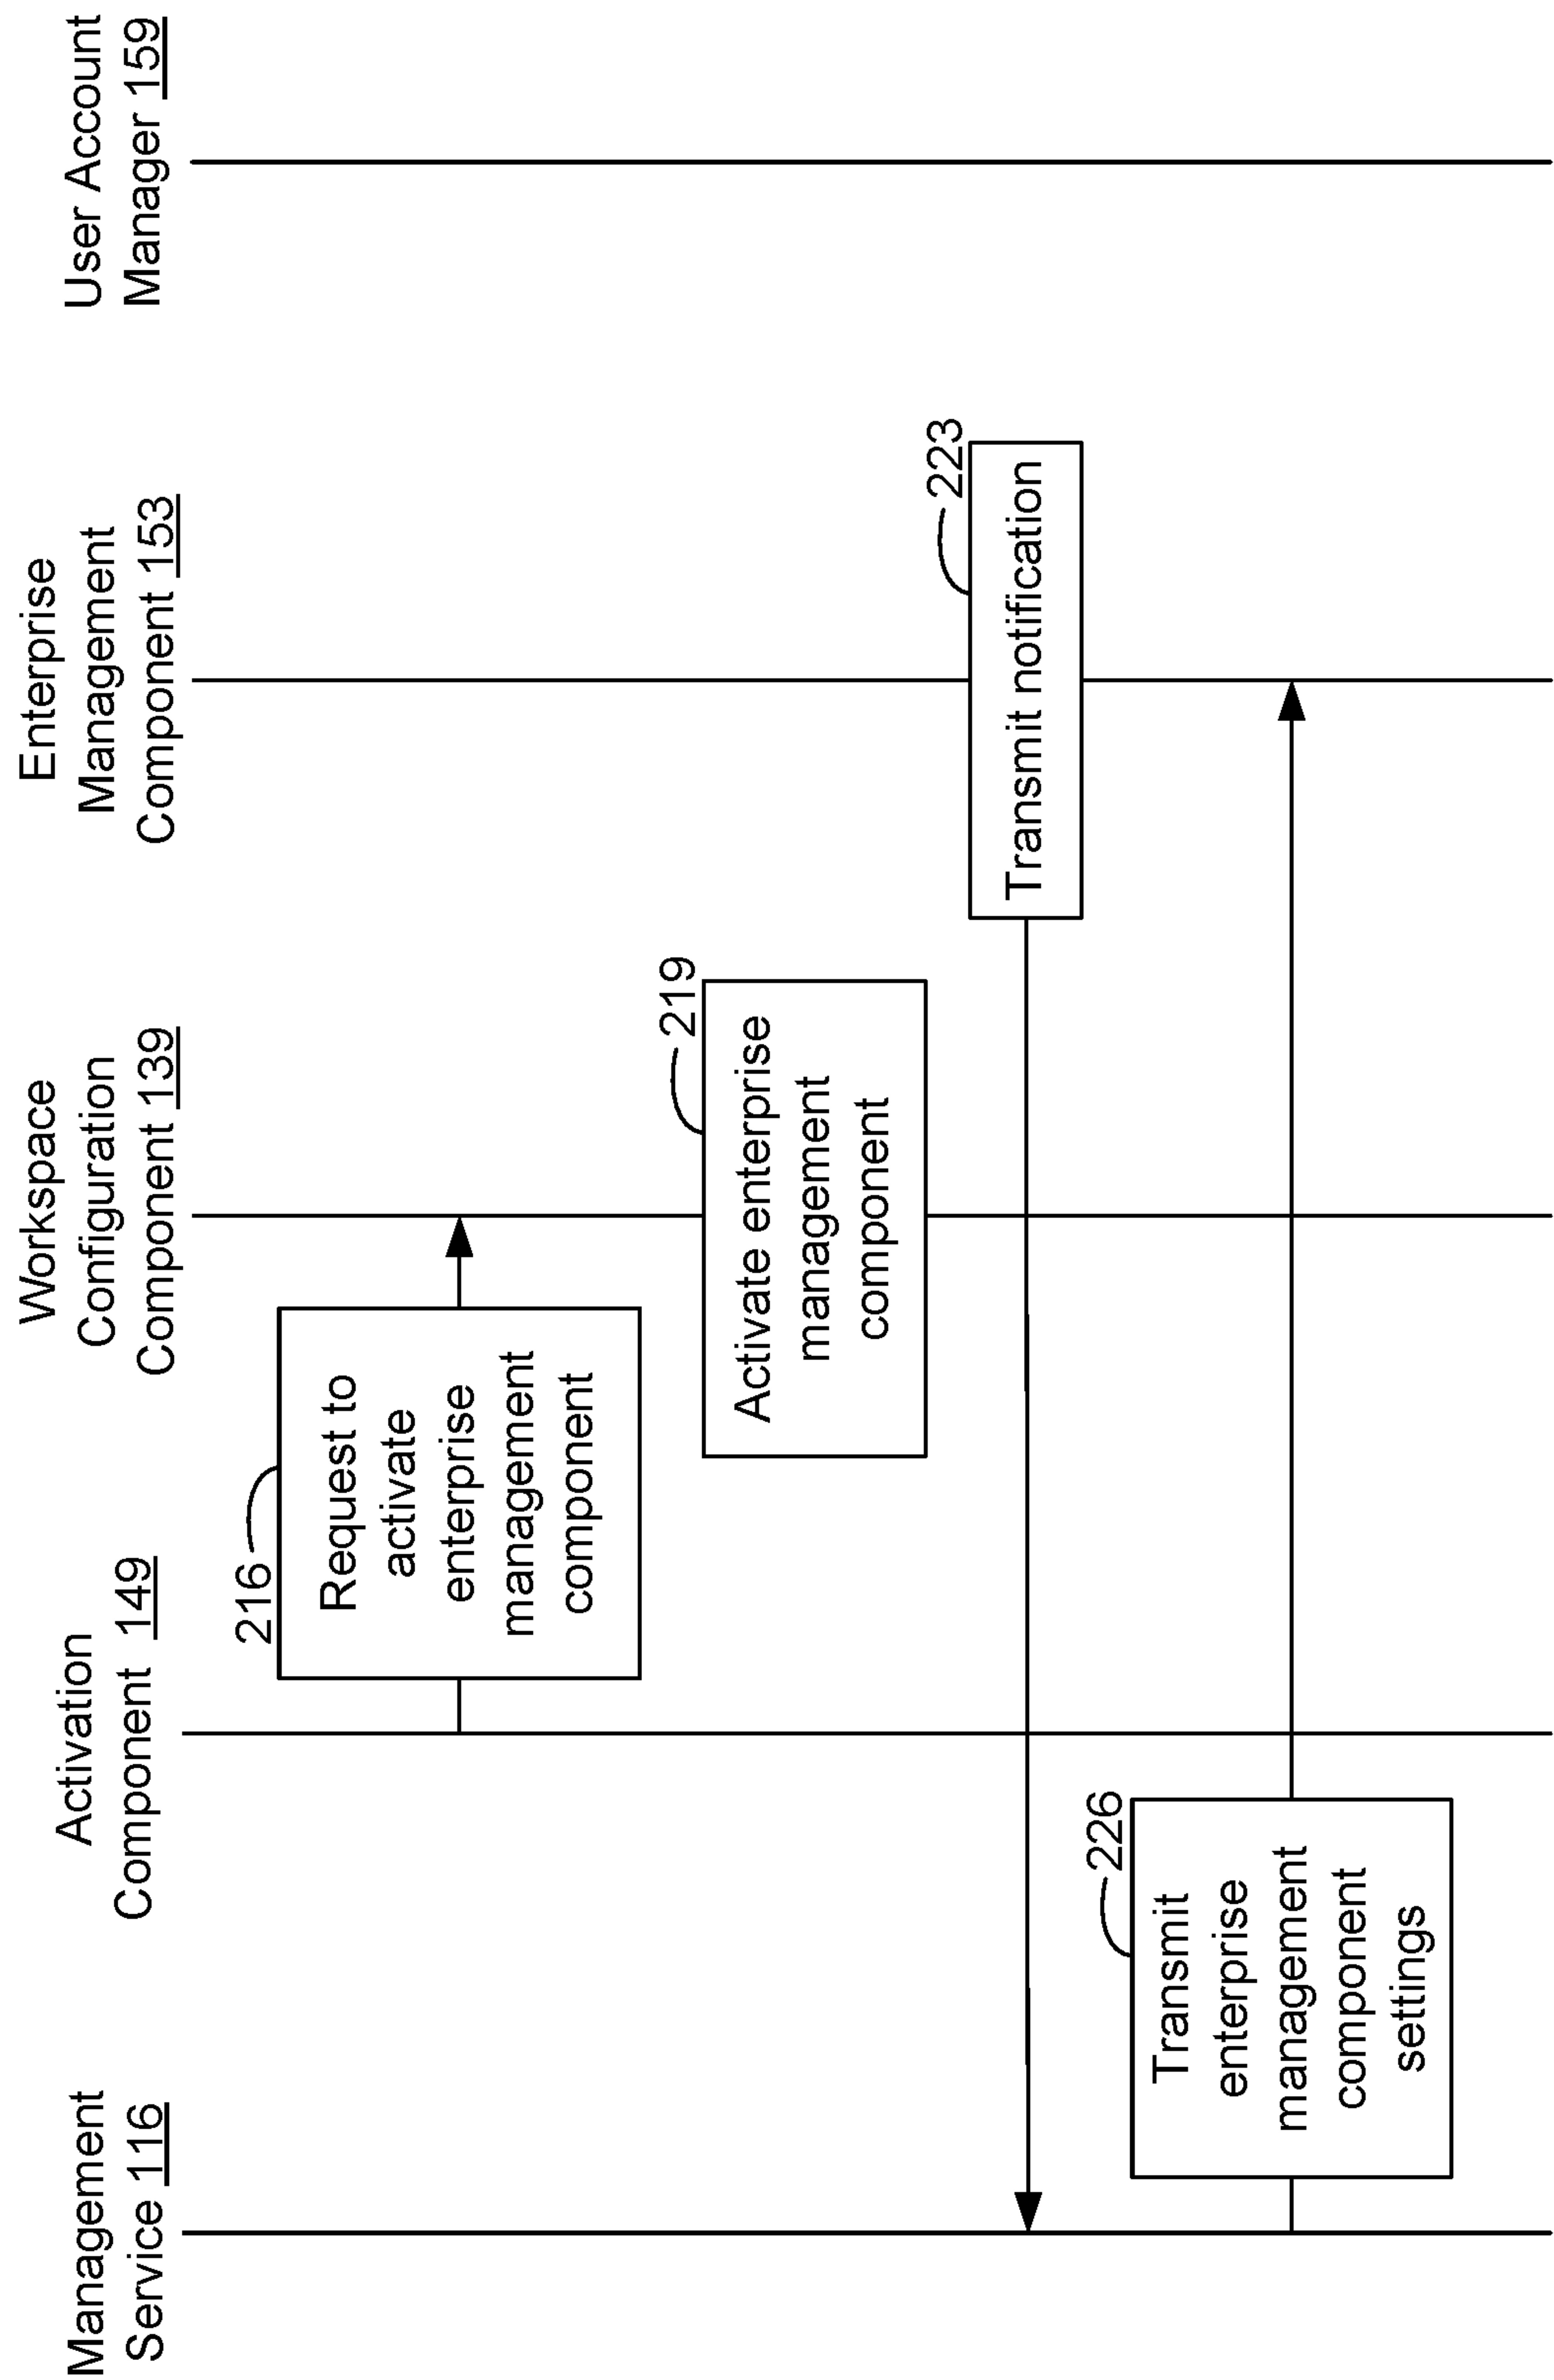 Management
Service 116
Activation
Component 149
Workspace
Configuration
Component 139
Enterprise
Management
Component 153
User Account
Manager 159
216
Request to
activate
enterprise
management
component
219
Activate enterprise
management
component
223
Transmit notification
226
Transmit
enterprise
management
component
settings